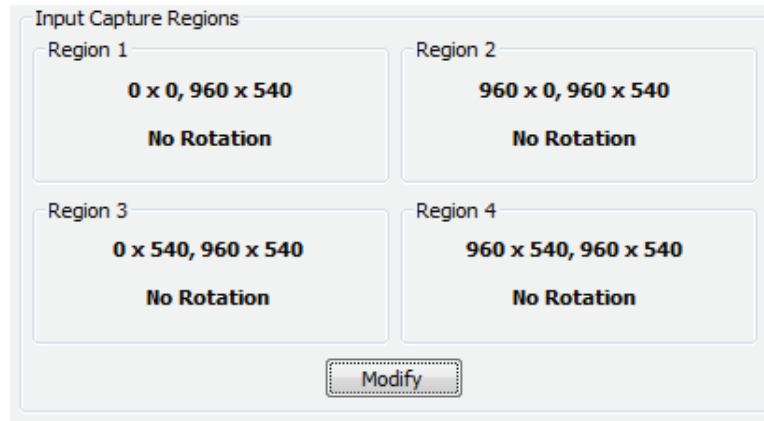 Input Capture Regions
Region 1
0 x 0, 960 x 540
No Rotation
Region 2
960 x 0, 960 x 540
No Rotation
Region 3
0 x 540, 960 x 540
No Rotation
Region 4
960 x 540, 960 x 540
No Rotation
Modify